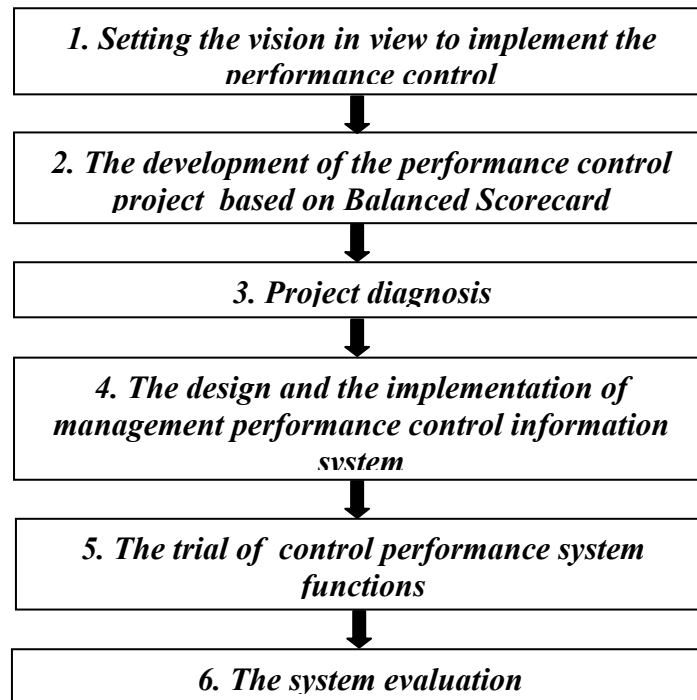 1. Setting the vision in view to implement the
performance control
2. The development of the performance control
project based on Balanced Scorecard
3. Project diagnosis
4. The design and the implementation of
management performance control information
system
5. The trial of control performance system
functions
6. The system evaluation